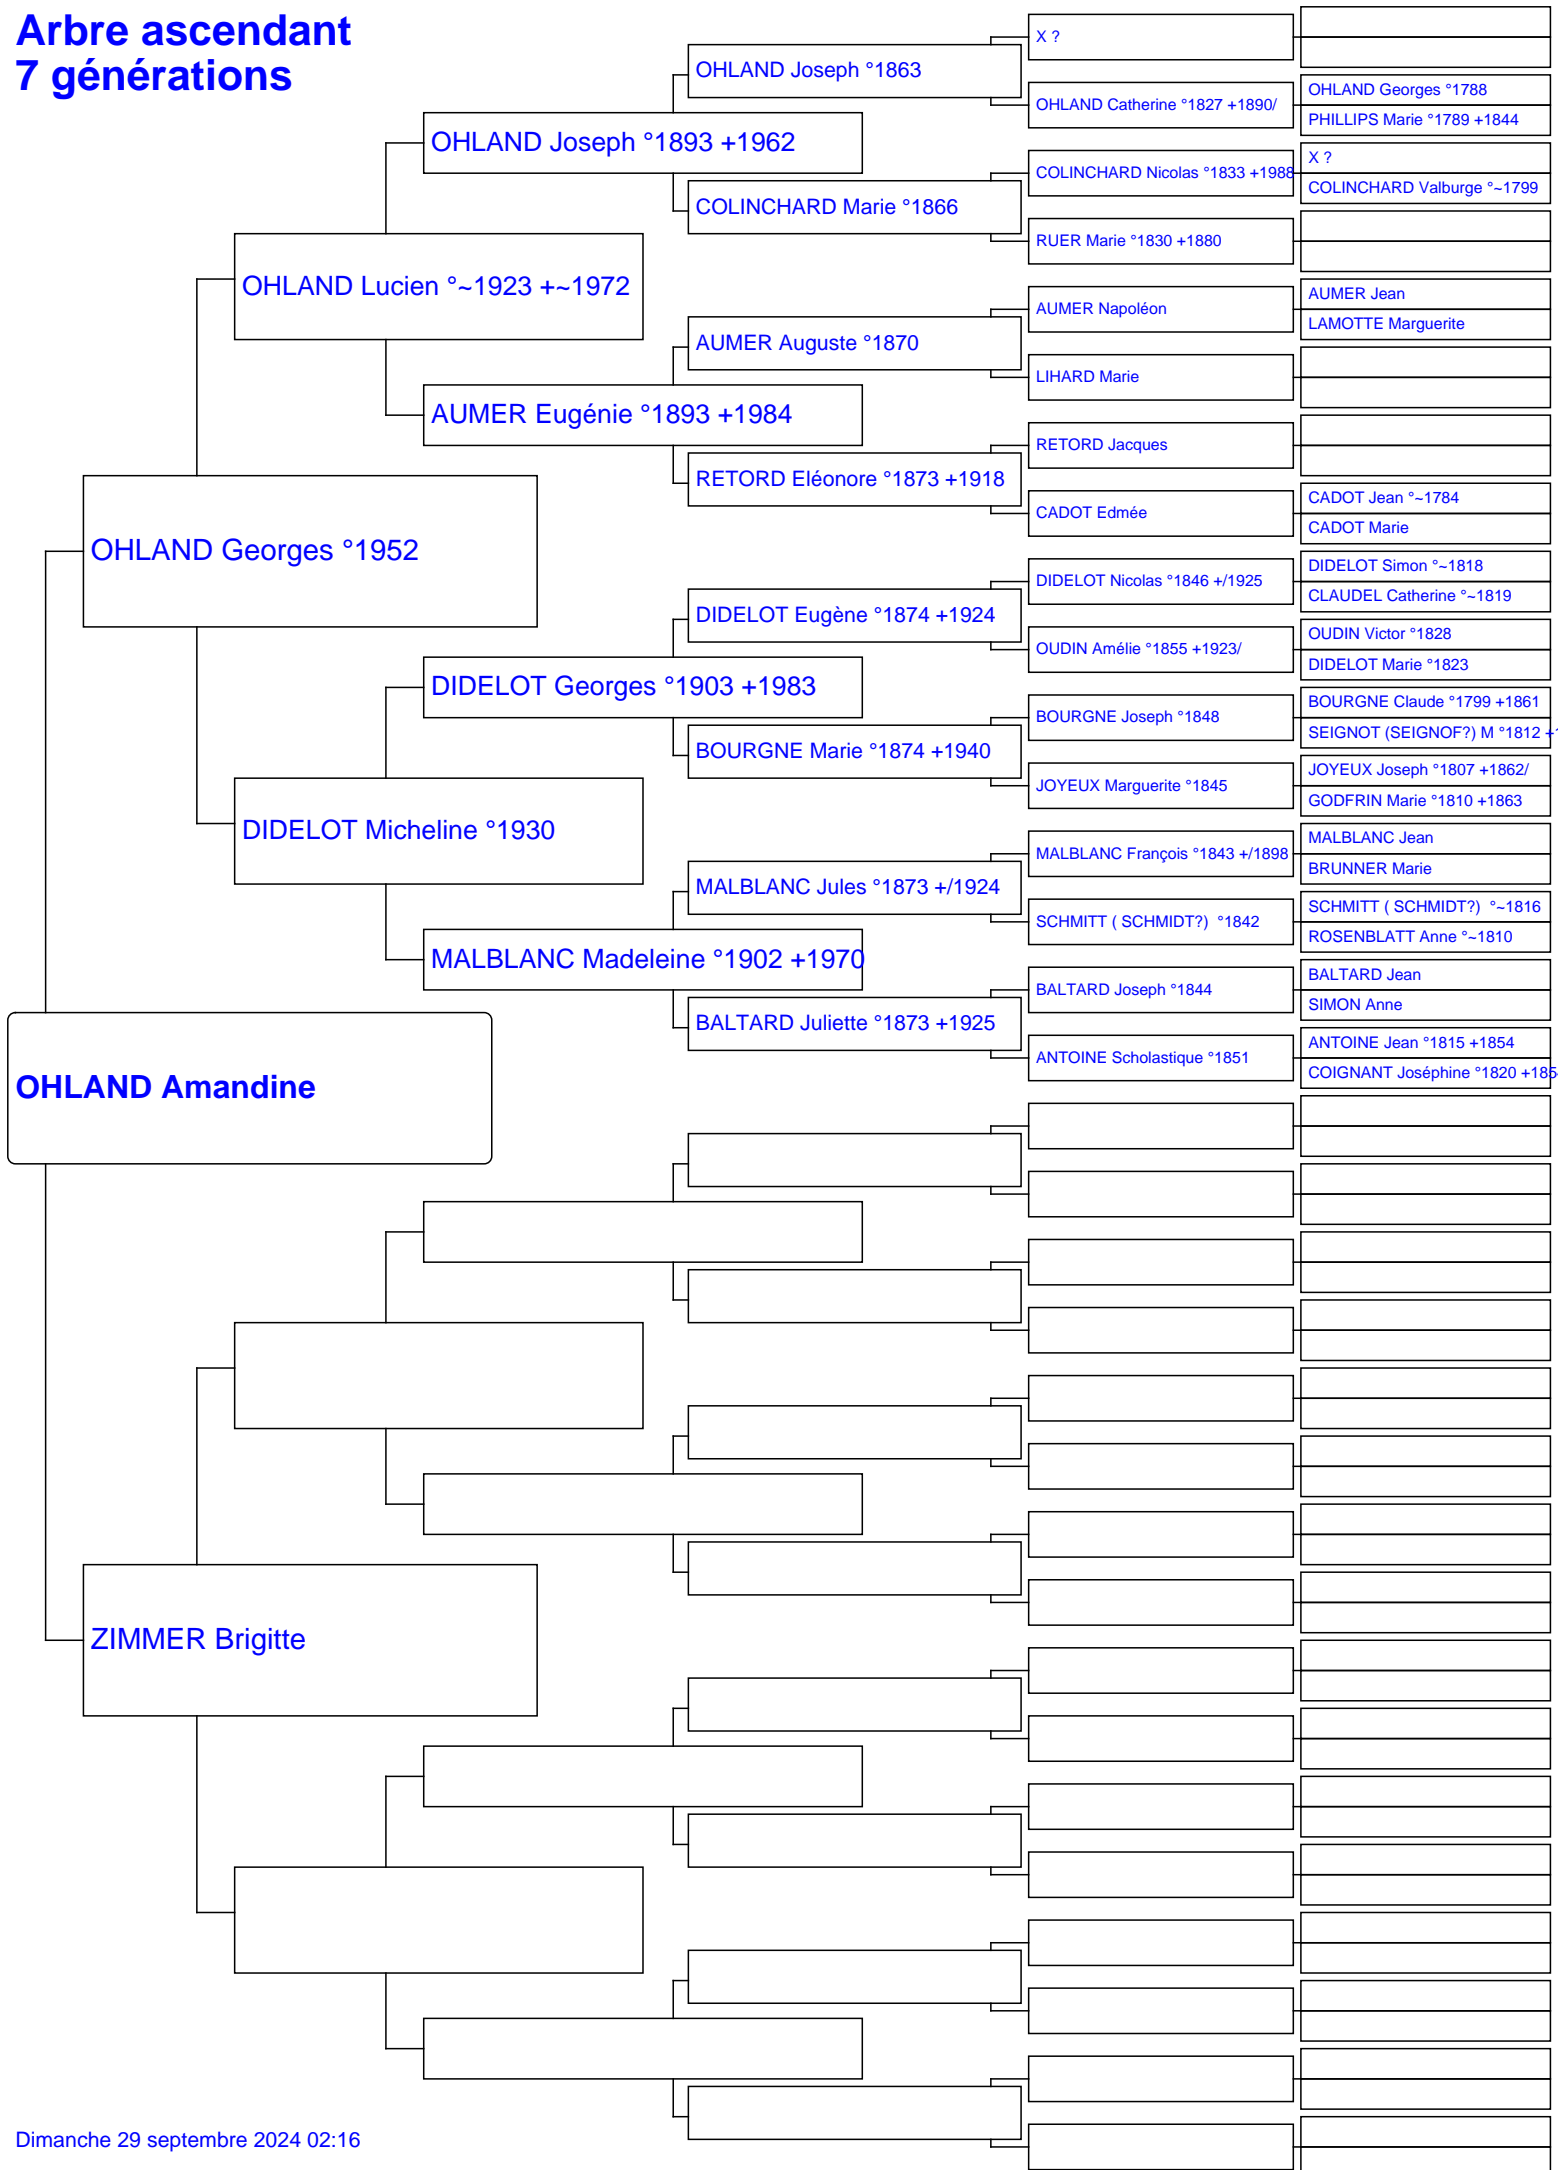 Arbre ascendant
7 générations
OHLAND Amandine
OHLAND Georges °1952
ZIMMER Brigitte
OHLAND Lucien °~1923 +~1972
DIDELOT Micheline °1930
OHLAND Joseph °1893 +1962
AUMER Eugénie °1893 +1984
DIDELOT Georges °1903 +1983
MALBLANC Madeleine °1902 +1970
OHLAND Joseph °1863
COLINCHARD Marie °1866
AUMER Auguste °1870
RETORD Eléonore °1873 +1918
DIDELOT Eugène °1874 +1924
BOURGNE Marie °1874 +1940
MALBLANC Jules °1873 +/1924
BALTARD Juliette °1873 +1925
X ?
OHLAND Catherine °1827 +1890/
COLINCHARD Nicolas °1833 +1988
RUER Marie °1830 +1880
AUMER Napoléon
LIHARD Marie
RETORD Jacques
CADOT Edmée
DIDELOT Nicolas °1846 +/1925
OUDIN Amélie °1855 +1923/
BOURGNE Joseph °1848
JOYEUX Marguerite °1845
MALBLANC François °1843 +/1898
SCHMITT ( SCHMIDT?)  °1842
BALTARD Joseph °1844
ANTOINE Scholastique °1851
OHLAND Georges °1788
PHILLIPS Marie °1789 +1844
X ?
COLINCHARD Valburge °~1799
AUMER Jean
LAMOTTE Marguerite
CADOT Jean °~1784
CADOT Marie
DIDELOT Simon °~1818
CLAUDEL Catherine °~1819
OUDIN Victor °1828
DIDELOT Marie °1823
BOURGNE Claude °1799 +1861
SEIGNOT (SEIGNOF?) M °1812
JOYEUX Joseph °1807 +1862/
GODFRIN Marie °1810 +1863
MALBLANC Jean
BRUNNER Marie
SCHMITT ( SCHMIDT?)  °~1816
ROSENBLATT Anne °~1810
BALTARD Jean
SIMON Anne
ANTOINE Jean °1815 +1854
COIGNANT Joséphine °1820
Dimanche 29 septembre 2024 02:16